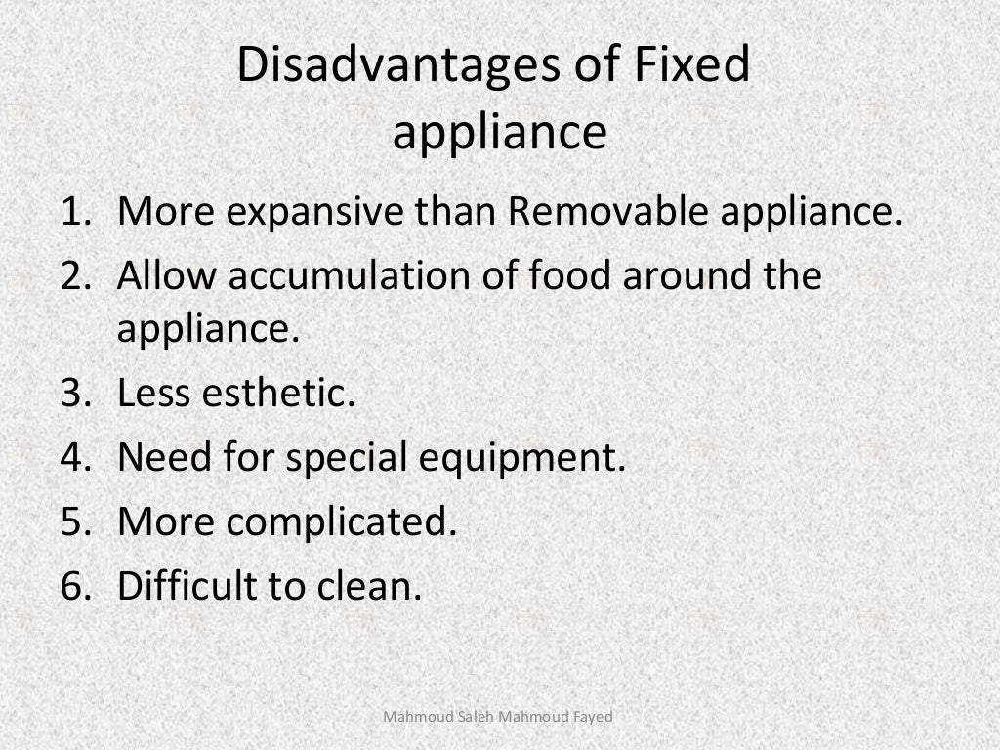 Disadvantages of Fixed
appliance
1. More expansive than Removable appliance.
2. Allow accumulation of food around the
appliance.
3. Less esthetic.
4. Need for special equipment.
5. More complicated.
6. Difficult to clean.
Mahmoud Saleh Mahmoud Fayed